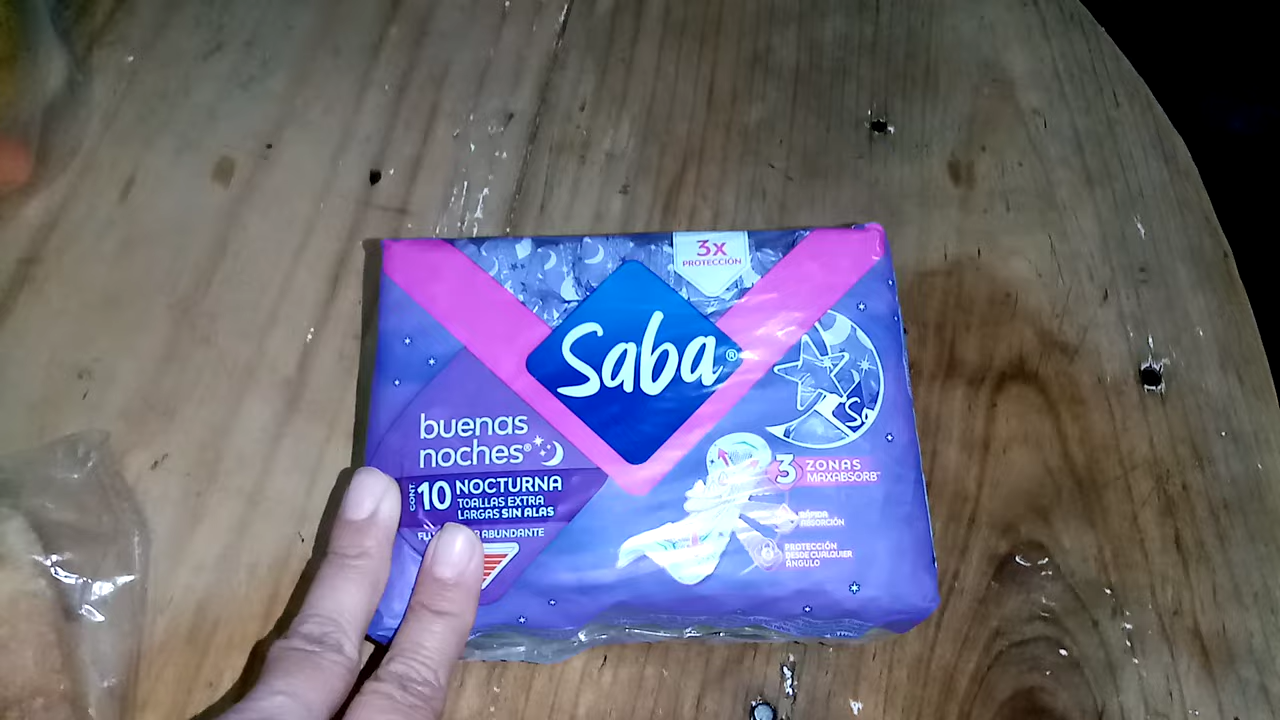 3x
PROTECCIÓN
Saba®
buenas
noches®
CONT. 10 NOCTURNA
TOALLAS EXTRA
LARGAS SIN ALAS
ABUNDANTE
3 ZONAS
MAXABSORB™
RÁPIDA
ABSORCIÓN
PROTECCIÓN
DESDE CUALQUIER
ÁNGULO